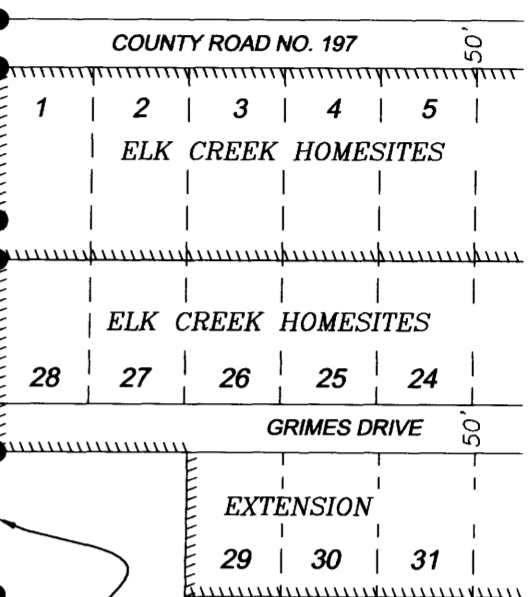 COUNTY ROAD NO. 197 50'
1 2 3 4 5
ELK CREEK HOMESITES
ELK CREEK HOMESITES
28 27 26 25 24
GRIMES DRIVE 50'
EXTENSION
29 30 31